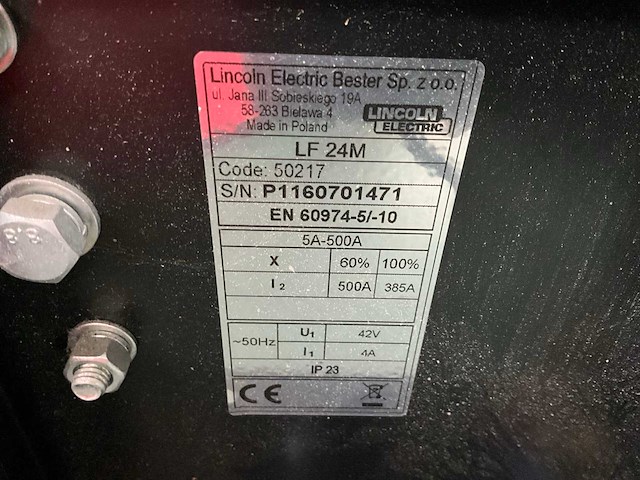 Lincoln Electric Bester Sp. z o.o.
ul. Jana III Sobieskiego 19A
58-263 Bielawa 4
Made in Poland
LINCOLN
ELECTRIC
LF 24M
Code: 50217
S/N: P1160701471
EN 60974-5/-10
5A-500A
X 60% 100%
I2 500A 385A
~50Hz U1 42V
I1 4A
IP 23
CE
8.8